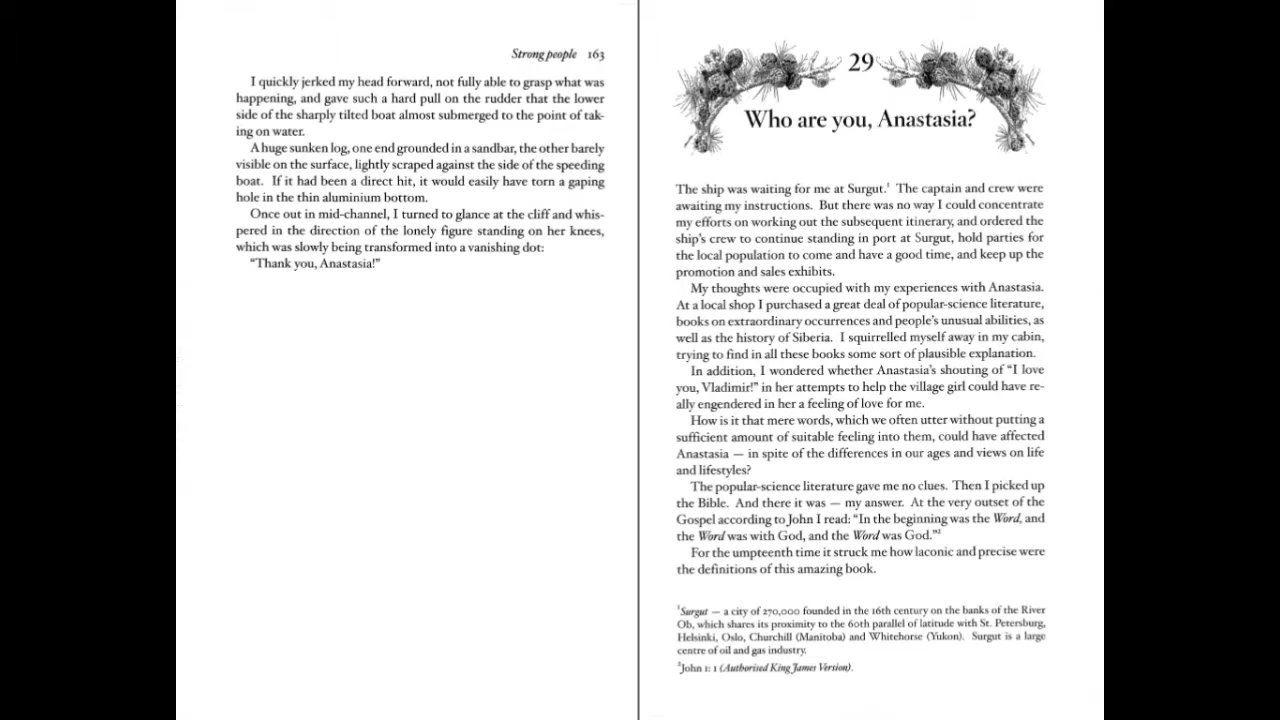 Strong people 163
I quickly jerked my head forward, not fully able to grasp what was
happening, and gave such a hard pull on the rudder that the lower
side of the sharply tilted boat almost submerged to the point of tak-
ing on water.
A huge sunken log, one end grounded in a sandbar, the other barely
visible on the surface, lightly scraped against the side of the speeding
boat. If it had been a direct hit, it would easily have torn a gaping
hole in the thin aluminium bottom.
Once out in mid-channel, I turned to glance at the cliff and whis-
pered in the direction of the lonely figure standing on her knees,
which was slowly being transformed into a vanishing dot:
“Thank you, Anastasia!”
29
Who are you, Anastasia?
The ship was waiting for me at Surgut.¹ The captain and crew were
awaiting my instructions. But there was no way I could concentrate
my efforts on working out the subsequent itinerary, and ordered the
ship’s crew to continue standing in port at Surgut, hold parties for
the local population to come and have a good time, and keep up the
promotion and sales exhibits.
My thoughts were occupied with my experiences with Anastasia.
At a local shop I purchased a great deal of popular-science literature,
books on extraordinary occurrences and people’s unusual abilities, as
well as the history of Siberia. I squirrelled myself away in my cabin,
trying to find in all these books some sort of plausible explanation.
In addition, I wondered whether Anastasia’s shouting of “I love
you, Vladimir!” in her attempts to help the village girl could have re-
ally engendered in her a feeling of love for me.
How is it that mere words, which we often utter without putting a
sufficient amount of suitable feeling into them, could have affected
Anastasia — in spite of the differences in our ages and views on life
and lifestyles?
The popular-science literature gave me no clues. Then I picked up
the Bible. And there it was — my answer. At the very outset of the
Gospel according to John I read: “In the beginning was the Word, and
the Word was with God, and the Word was God.”²
For the umpteenth time it struck me how laconic and precise were
the definitions of this amazing book.
¹Surgut — a city of 270,000 founded in the 16th century on the banks of the River
Ob, which shares its proximity to the 60th parallel of latitude with St. Petersburg,
Helsinki, Oslo, Churchill (Manitoba) and Whitehorse (Yukon). Surgut is a large
centre of oil and gas industry.
²John 1: 1 (Authorised King James Version).